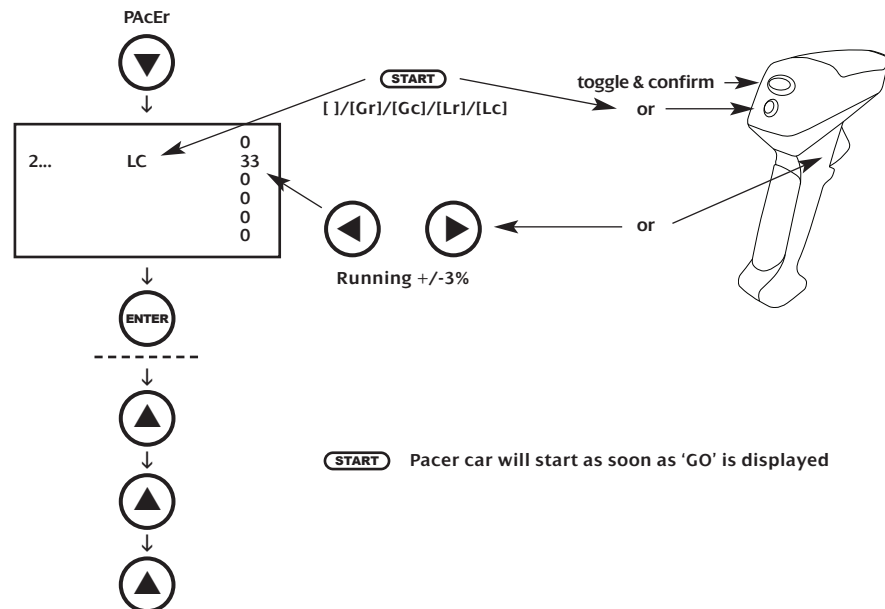 PAcEr
START
toggle & confirm
[ ]/[Gr]/[Gc]/[Lr]/[Lc]
or
0
2... LC 33
0
0
0
0
or
Running +/-3%
ENTER
START Pacer car will start as soon as ‘GO’ is displayed